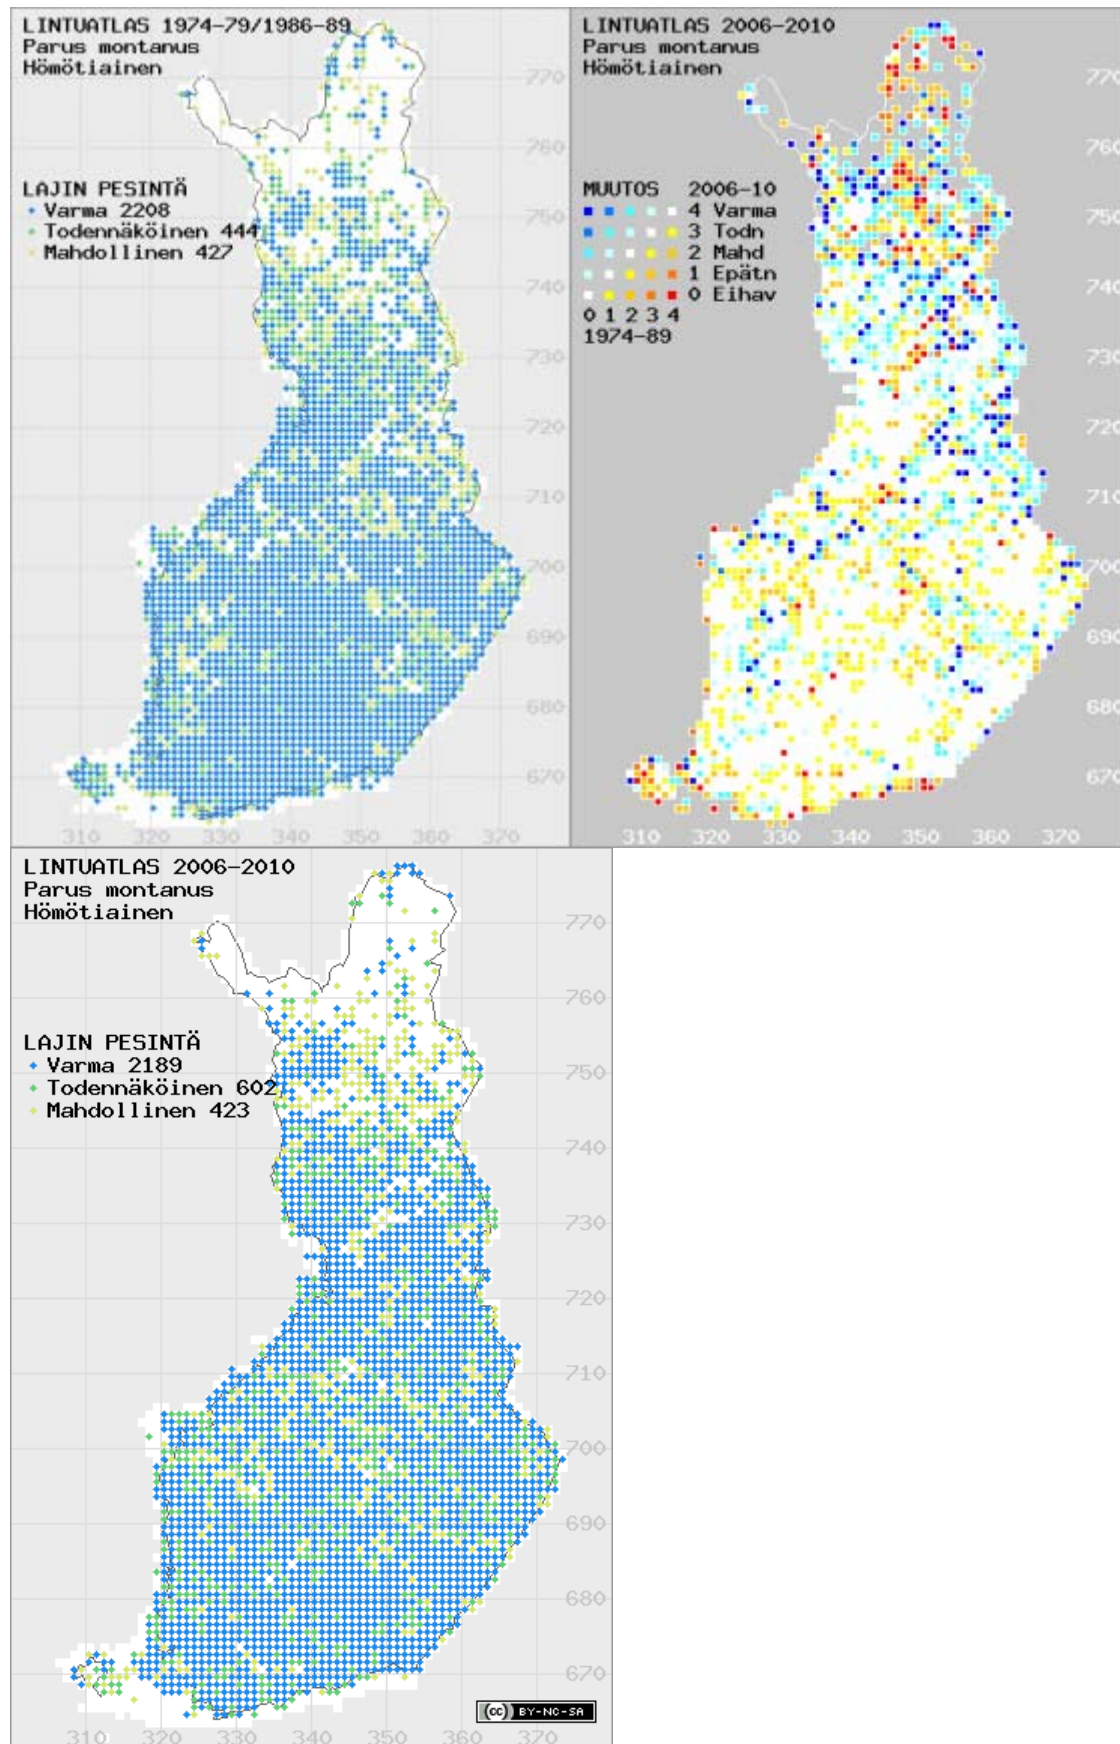 LINTUATLAS 1974-79/1986-89
Parus montanus
Hömötiainen
LAJIN PESINTÄ
Varma 2208
Todennäköinen 444
Mahdollinen 427
770
760
750
740
730
720
710
700
690
680
670
310 320 330 340 350 360 370
LINTUATLAS 2006-2010
Parus montanus
Hömötiainen
MUUTOS 2006-10
4 Varma
3 Todn
2 Mahd
1 Epätn
0 Eihav
0 1 2 3 4
1974-89
770
760
750
740
730
720
710
700
690
680
670
310 320 330 340 350 360 370
LINTUATLAS 2006-2010
Parus montanus
Hömötiainen
LAJIN PESINTÄ
Varma 2189
Todennäköinen 602
Mahdollinen 423
770
760
750
740
730
720
710
700
690
680
670
310 320 330 340 350 360 370
cc BY-NC-SA